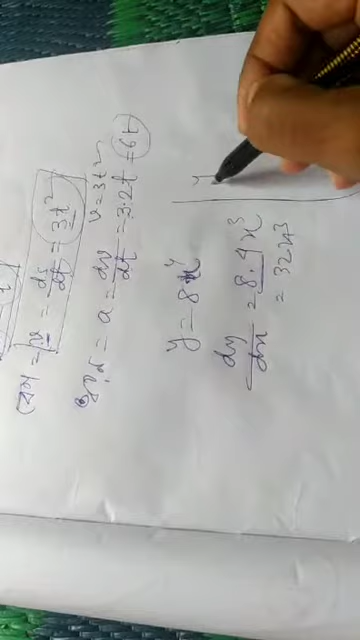 বেগ = v = ds/dt = 3t²
v = 3t²
ত্বরণ = a = dv/dt = 3.2t = 6t
y = 8x⁴
dy/dx = 8.4x³
= 32x³